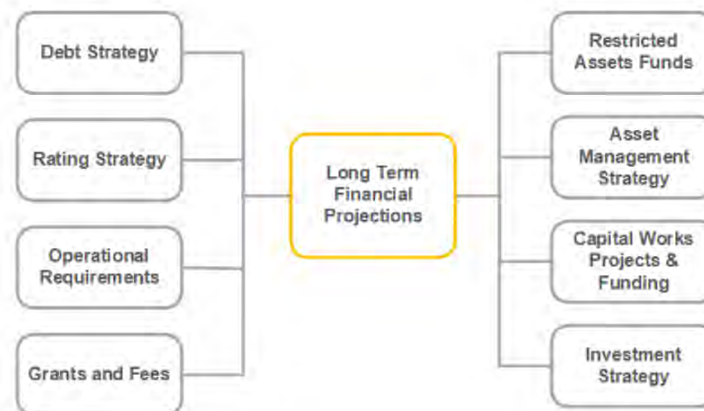 Debt Strategy
Rating Strategy
Operational
Requirements
Grants and Fees
Long Term
Financial
Projections
Restricted
Assets Funds
Asset
Management
Strategy
Capital Works
Projects &
Funding
Investment
Strategy